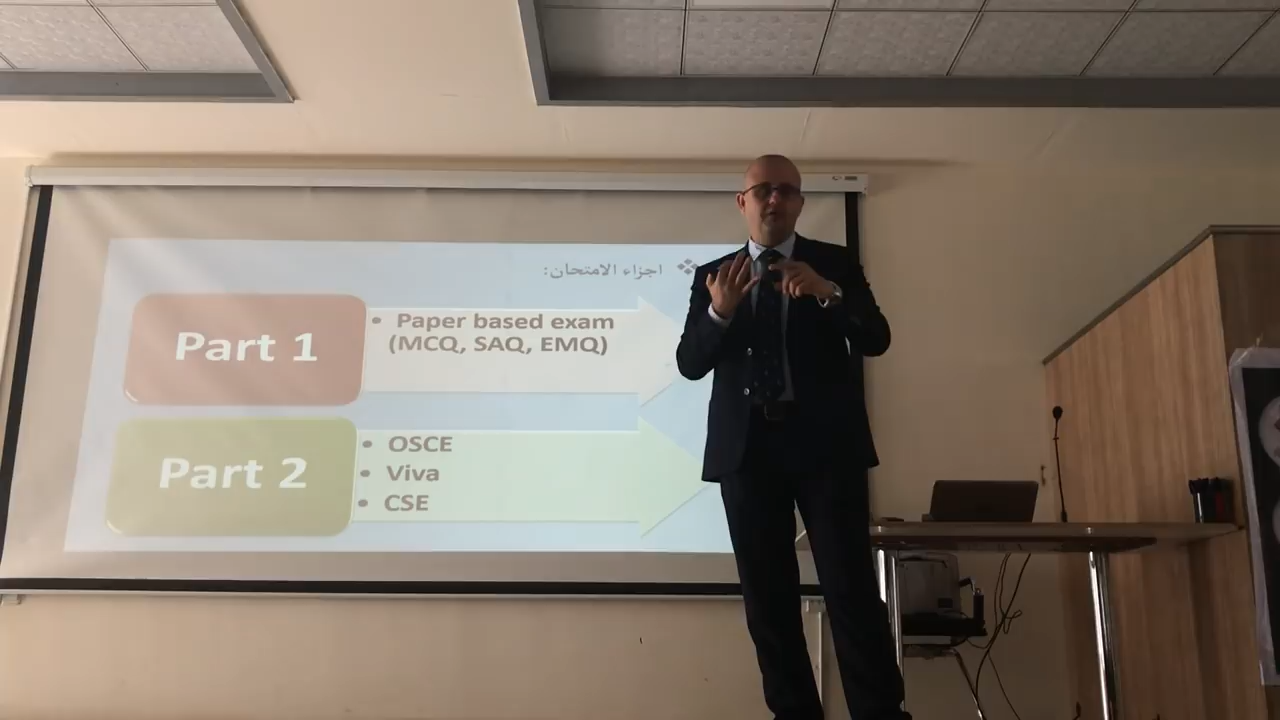 اجزاء الامتحان:
Part 1
• Paper based exam
(MCQ, SAQ, EMQ)
Part 2
• OSCE
• Viva
• CSE